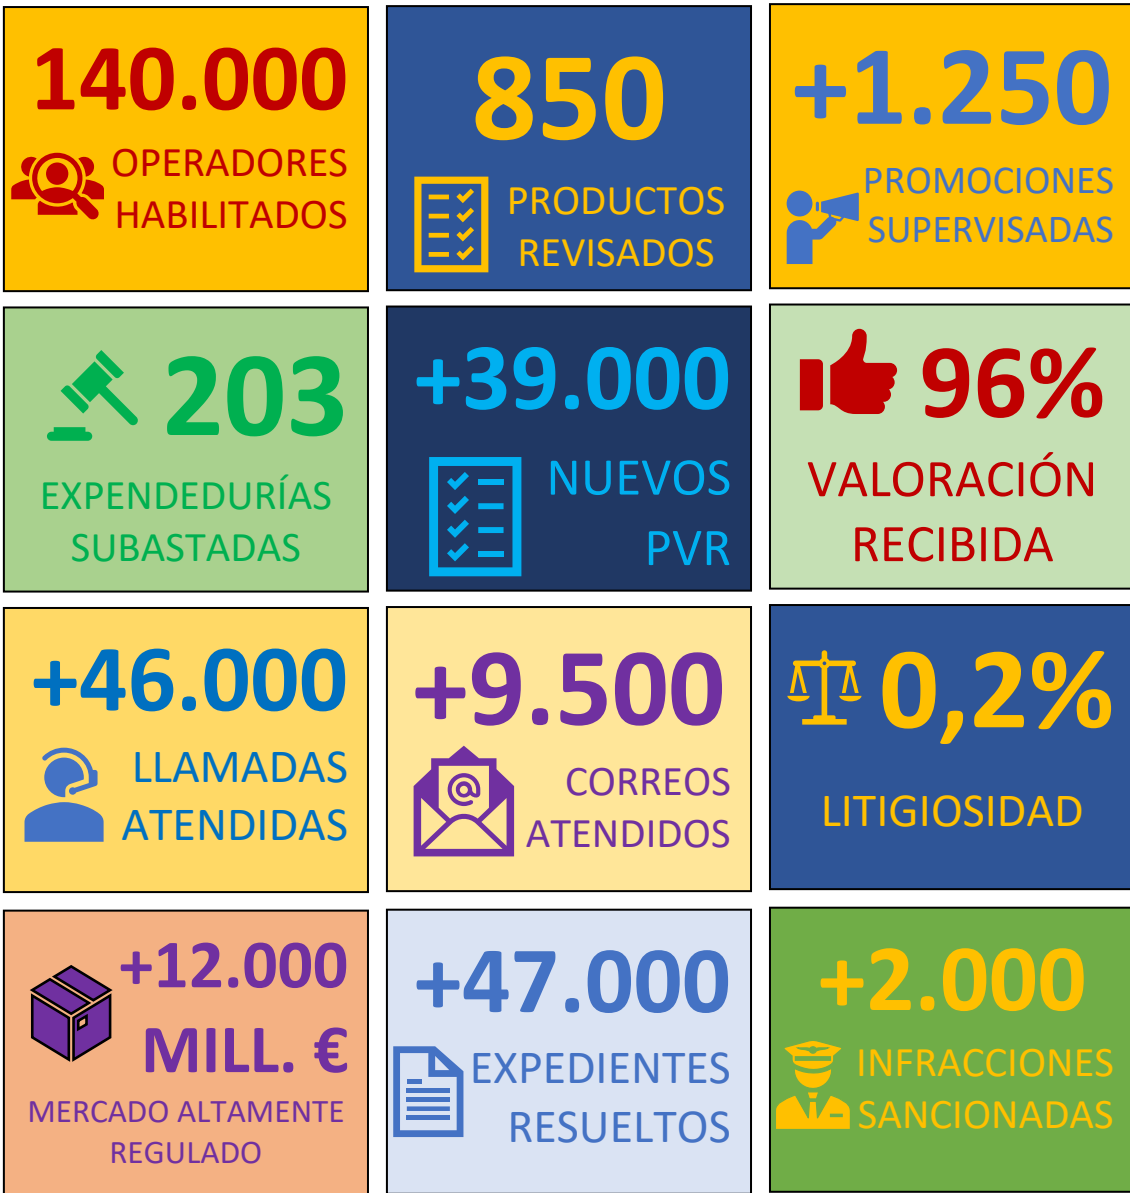 140.000
OPERADORES
HABILITADOS
850
PRODUCTOS
REVISADOS
+1.250
PROMOCIONES
SUPERVISADAS
203
EXPENDEDURÍAS
SUBASTADAS
+39.000
NUEVOS
PVR
96%
VALORACIÓN
RECIBIDA
+46.000
LLAMADAS
ATENDIDAS
+9.500
@
CORREOS
ATENDIDOS
0,2%
LITIGIOSIDAD
+12.000
MILL. €
MERCADO ALTAMENTE
REGULADO
+47.000
EXPEDIENTES
RESUELTOS
+2.000
INFRACCIONES
SANCIONADAS